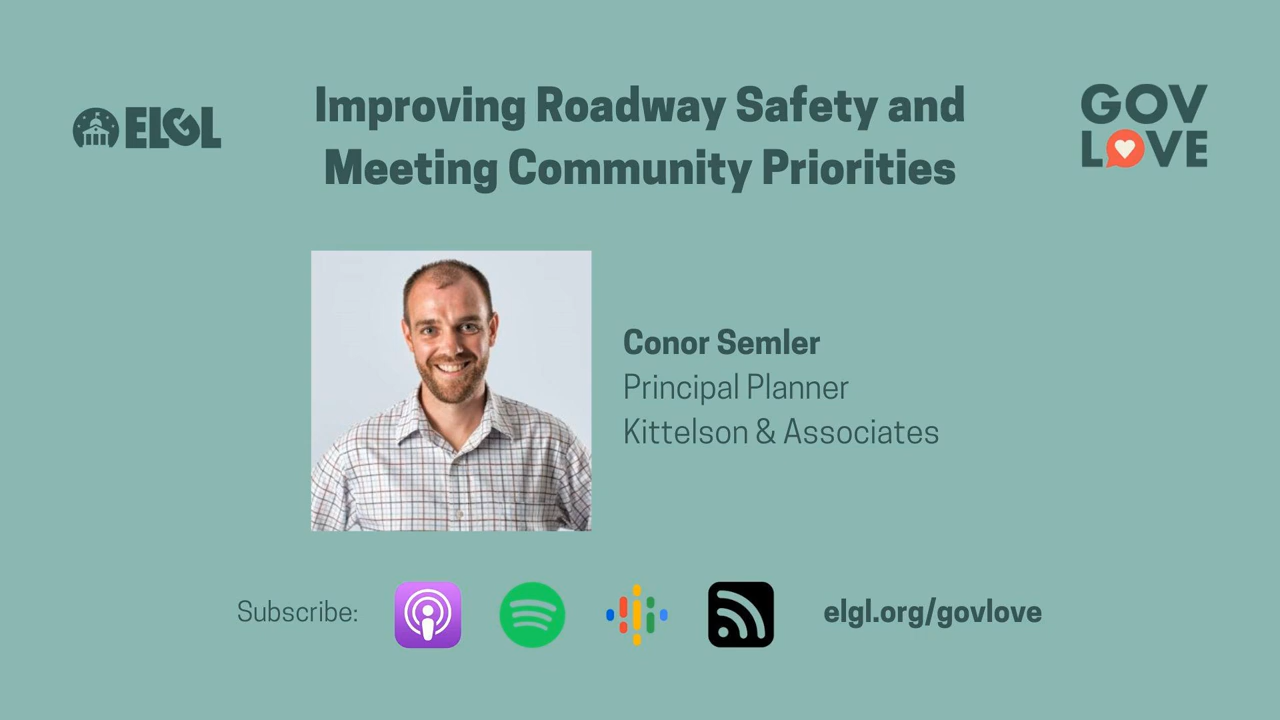 ELGL
Improving Roadway Safety and
Meeting Community Priorities
GOV
LOVE
Conor Semler
Principal Planner
Kittelson & Associates
Subscribe:
elgl.org/govlove